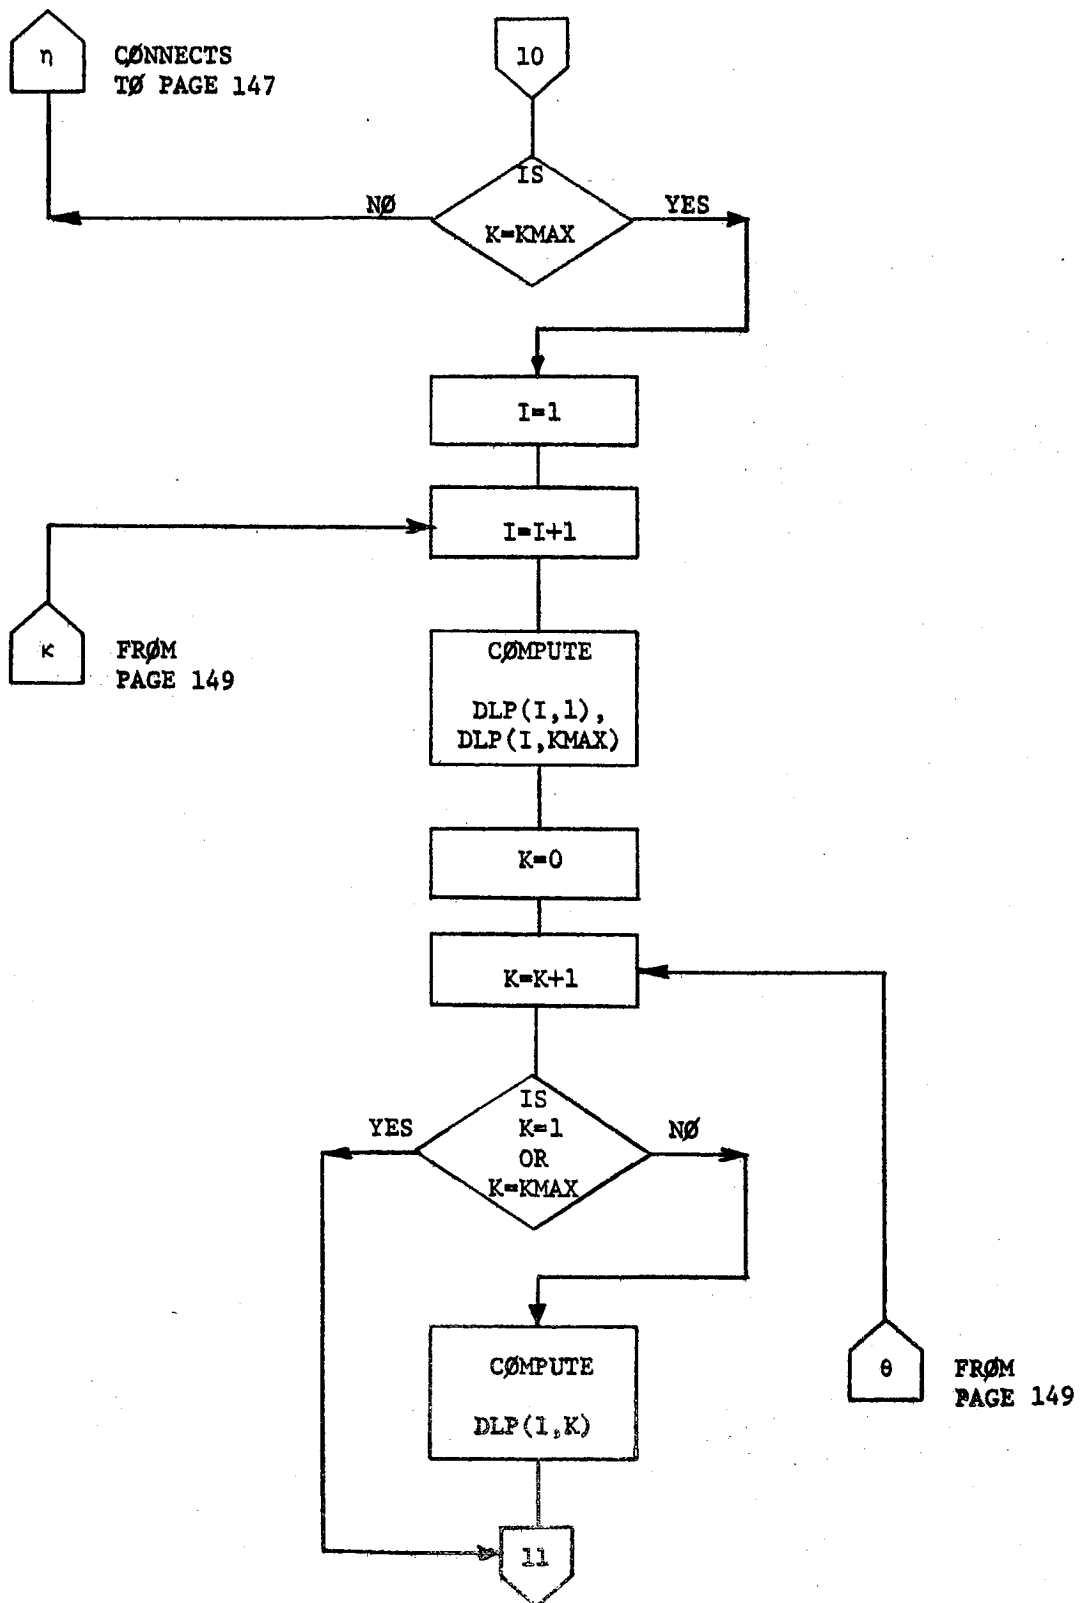 η
CØNNECTS
TØ PAGE 147
10
IS
K=KMAX
NØ
YES
I=1
I=I+1
κ
FRØM
PAGE 149
CØMPUTE
DLP(I,1),
DLP(I,KMAX)
K=0
K=K+1
IS
K=1
OR
K=KMAX
YES
NØ
CØMPUTE
DLP(1,K)
θ
FRØM
PAGE 149
11